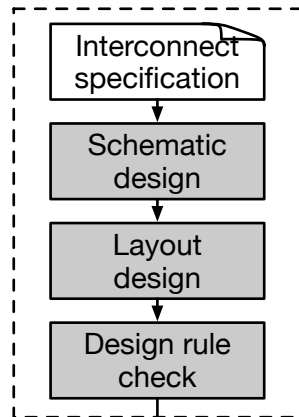 Interconnect
specification
Schematic
design
Layout
design
Design rule
check